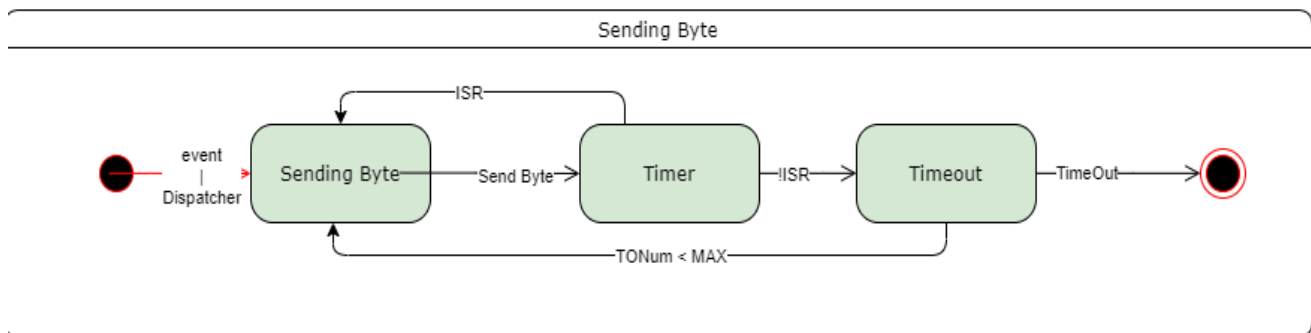 Sending Byte
ISR
event
|
Dispatcher
Sending Byte
Send Byte
Timer
!ISR
Timeout
TimeOut
TONum < MAX